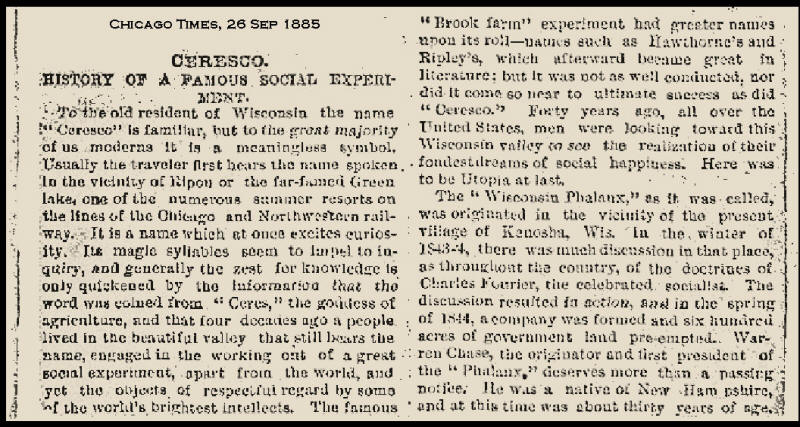 CHICAGO TIMES, 26 SEP 1885
CERESCO.
HISTORY OF A FAMOUS SOCIAL EXPERI-
MENT.
To the old resident of Wisconsin the name
"Ceresco" is familiar, but to the great majority
of us moderns it is a meaningless symbol.
Usually the traveler first hears the name spoken
in the vicinity of Ripon or the far-famed Green
lake, one of the numerous summer resorts on
the lines of the Chicago and Northwestern rail-
way. It is a name which at once excites curios-
ity. Its magic syllables seem to impel to in-
quiry, and generally the zest for knowledge is
only quickened by the information that the
word was coined from "Ceres," the goddess of
agriculture, and that four decades ago a people
lived in the beautiful valley that still bears the
name, engaged in the working out of a great
social experiment, apart from the world, and
yet the objects of respectful regard by some
of the world's brightest intellects. The famous
"Brook farm" experiment had greater names
upon its roll—names such as Hawthorne's and
Ripley's, which afterward became great in
literature; but it was not as well conducted, nor
did it come so near to ultimate success as did
"Ceresco." Forty years ago, all over the
United States, men were looking toward this
Wisconsin valley to see the realization of their
fondest dreams of social happiness. Here was
to be Utopia at last.
The "Wisconsin Phalanx," as it was called,
was originated in the vicinity of the present
village of Kenosha, Wis. In the winter of
1843-4, there was much discussion in that place,
as throughout the country, of the doctrines of
Charles Fourier, the celebrated socialist. The
discussion resulted in action, and in the spring
of 1844, a company was formed and six hundred
acres of government land pre-empted. War-
ren Chase, the originator and first president of
the "Phalanx," deserves more than a passing
notice. He was a native of New Ham pshire,
and at this time was about thirty years of age,